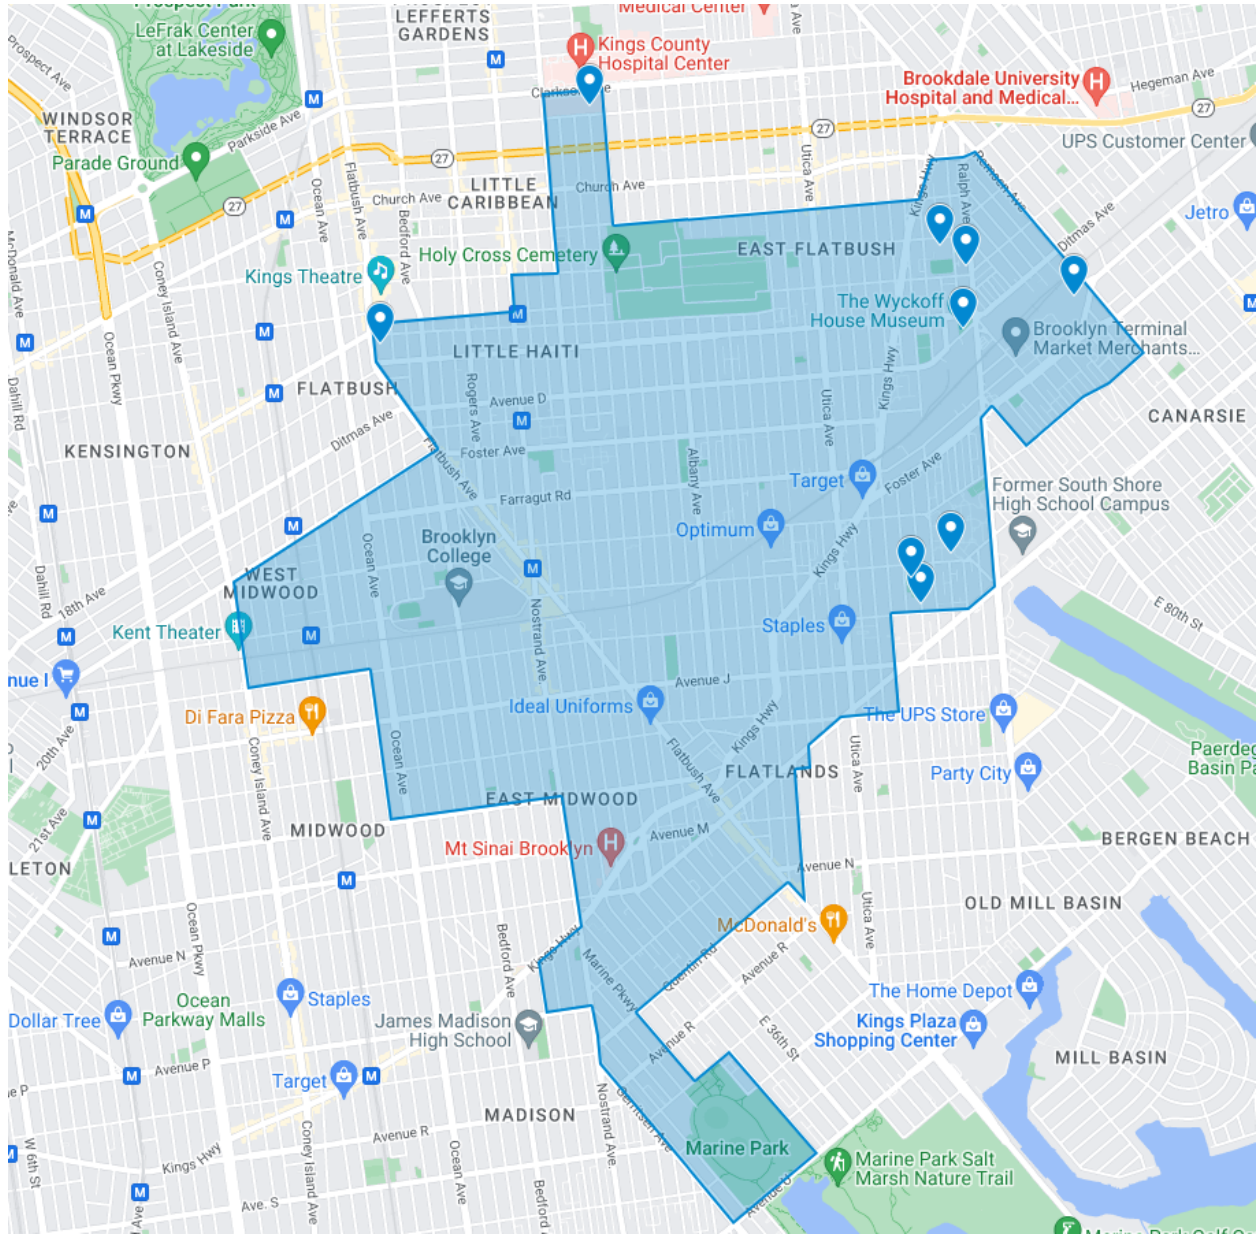 Prospect Park
LeFrak Center
at Lakeside
LEFFERTS
GARDENS
Medical Center
Kings County
Hospital Center
Utica Ave
Prospect Ave
Brookdale University
Hospital and Medical...
Hegeman Ave
27
27
27
27
WINDSOR
TERRACE
Parkside Ave
Parade Ground
UPS Customer Center
LITTLE
CARIBBEAN
Church Ave
Church Ave
Flatbush Ave
Ocean Ave
Bedford Ave
Utica Ave
Kings Hwy
Ralph Ave
Remsen Ave
Ditmas Ave
Jetro
McDonald Ave
Coney Island Ave
Kings Theatre
Holy Cross Cemetery
EAST FLATBUSH
The Wyckoff
House Museum
Brooklyn Terminal
Market Merchants...
Ocean Pkwy
LITTLE HAITI
FLATBUSH
Dahill Rd
Avenue D
Rogers Ave
Kings Hwy
Utica Ave
CANARSIE
Ditmas Ave
KENSINGTON
Foster Ave
Flatbush Ave
Albany Ave
Foster Ave
Farragut Rd
Target
Former South Shore
High School Campus
Optimum
Brooklyn
College
Ocean Ave
Kings Hwy
WEST
MIDWOOD
18th Ave
Dahill Rd
Nostrand Ave.
E 80th St
Kent Theater
Staples
nue I
Avenue J
Di Fara Pizza
Ideal Uniforms
The UPS Store
20th Ave
Kings Hwy
Coney Island Ave
Ocean Ave
Flatbush Ave
Utica Ave
FLATLANDS
Party City
Paerdeg
Basin Pa
EAST MIDWOOD
MIDWOOD
21st Ave
Mt Sinai Brooklyn
Avenue M
BERGEN BEACH
LETON
Avenue N
OLD MILL BASIN
McDonald's
Ocean Pkwy
Bedford Ave
Kings Hwy
Utica Ave
Avenue N
Marine Pkwy
Quentin Rd
Avenue R
Ocean
Parkway Malls
Staples
The Home Depot
Dollar Tree
James Madison
High School
Kings Plaza
Shopping Center
E 36th St
Avenue R
Avenue P
MILL BASIN
Target
Nostrand Ave.
Gerritsen Ave
MADISON
Coney Island Ave
Avenue R
Ocean Ave
Bedford
Kings Hwy
W 6th St
Marine Park
Marine Park Salt
Marsh Nature Trail
Avenue U
Ave. S